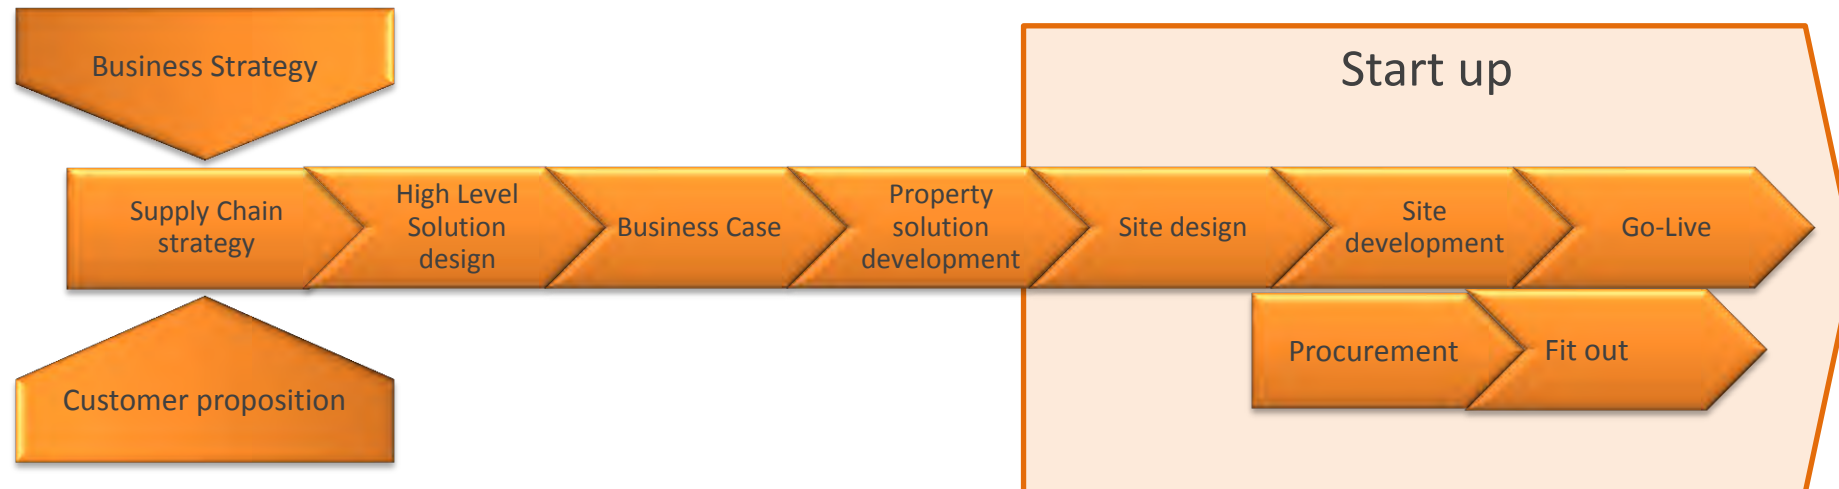 Business Strategy
Start up
Supply Chain
strategy
High Level
Solution
design
Business Case
Property
solution
development
Site design
Site
development
Go-Live
Procurement
Fit out
Customer proposition